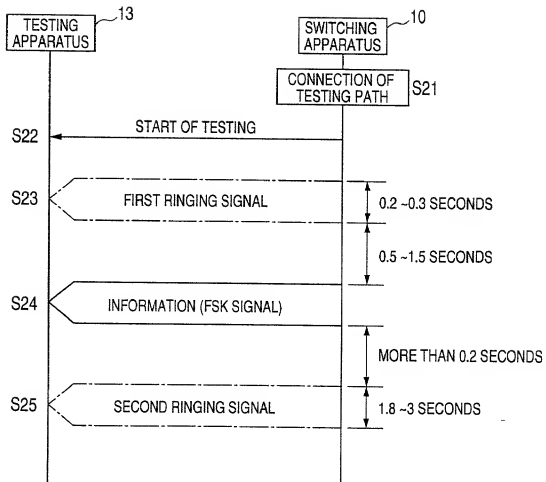 TESTING
APPARATUS
13
SWITCHING
APPARATUS
10
CONNECTION OF
TESTING PATH
S21
S22
START OF TESTING
S23
FIRST RINGING SIGNAL
0.2 ~0.3 SECONDS
0.5 ~1.5 SECONDS
S24
INFORMATION (FSK SIGNAL)
MORE THAN 0.2 SECONDS
S25
SECOND RINGING SIGNAL
1.8 ~3 SECONDS